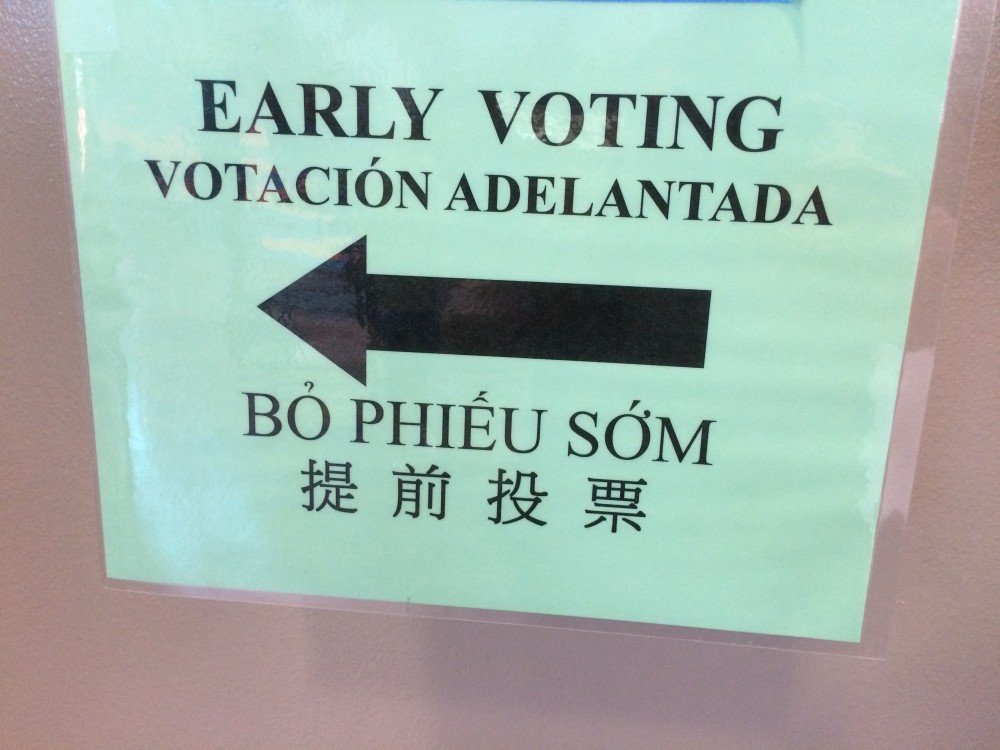 EARLY VOTING
VOTACIÓN ADELANTADA
BỎ PHIẾU SỚM
提前投票